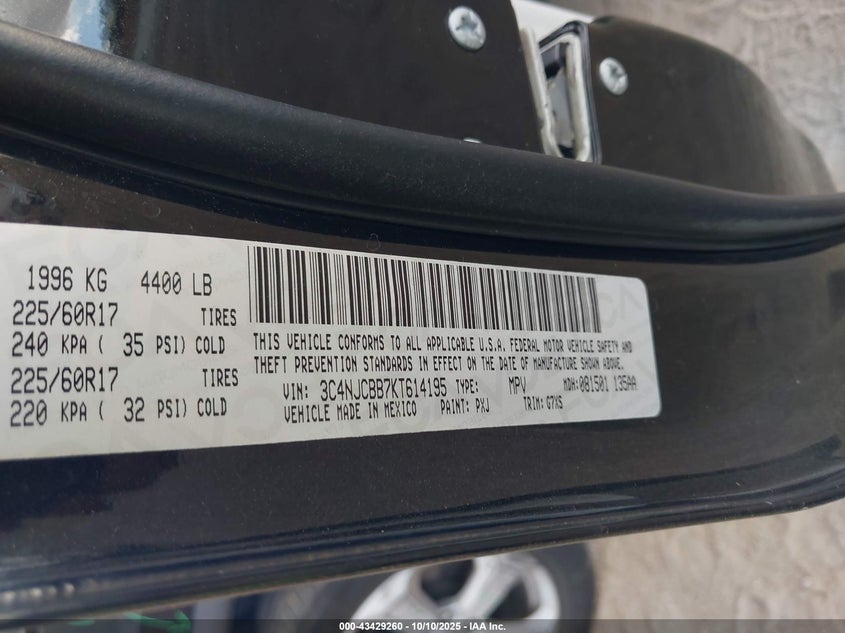 1996 KG 4400 LB
225/60R17 TIRES
240 KPA ( 35 PSI) COLD
225/60R17 TIRES
220 KPA ( 32 PSI) COLD
THIS VEHICLE CONFORMS TO ALL APPLICABLE U.S.A. FEDERAL MOTOR VEHICLE SAFETY AND
THEFT PREVENTION STANDARDS IN EFFECT ON THE DATE OF MANUFACTURE SHOWN ABOVE.
VIN: 3C4NJCBB7KT614195 TYPE: MPV MDH: 081501 135AA
VEHICLE MADE IN MEXICO PAINT: PXJ TRIM: G7XS
000-43429260 - 10/10/2025 - IAA Inc.